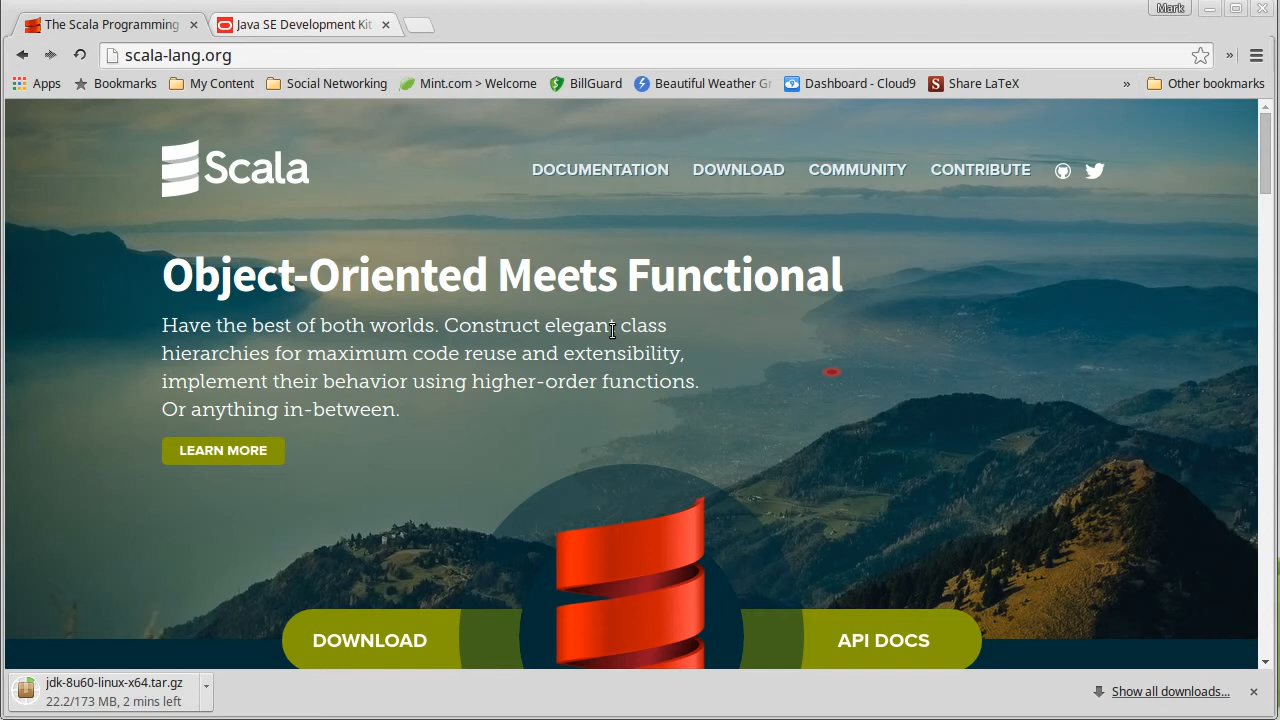 Mark
The Scala Programming
Java SE Development Kit
scala-lang.org
»
Apps
Bookmarks
My Content
Social Networking
Mint.com > Welcome
BillGuard
Beautiful Weather Gr
Dashboard - Cloud9
Share LaTeX
»
Other bookmarks
Scala
DOCUMENTATION
DOWNLOAD
COMMUNITY
CONTRIBUTE
Object-Oriented Meets Functional
Have the best of both worlds. Construct elegant class
hierarchies for maximum code reuse and extensibility,
implement their behavior using higher-order functions.
Or anything in-between.
LEARN MORE
DOWNLOAD
API DOCS
jdk-8u60-linux-x64.tar.gz
22.2/173 MB, 2 mins left
Show all downloads...